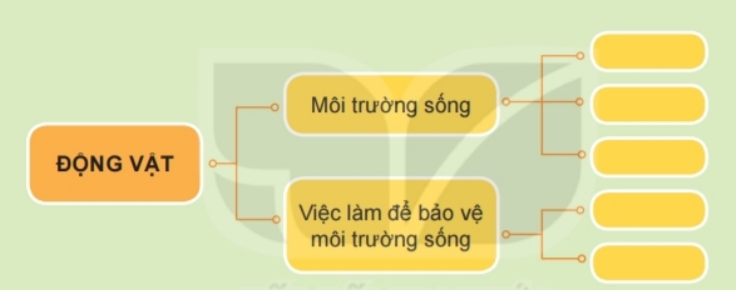 ĐỘNG VẬT
Môi trường sống
Việc làm để bảo vệ
môi trường sống